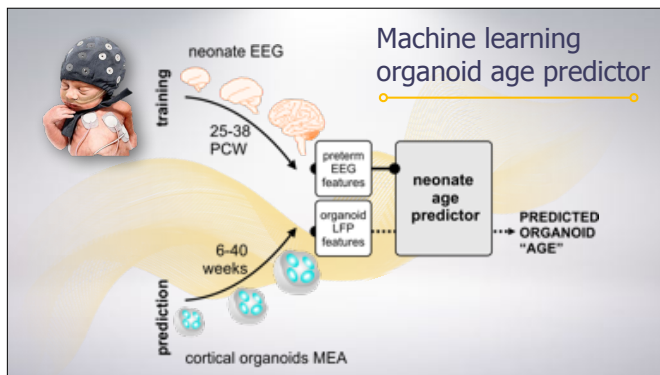 Machine learning
organoid age predictor
neonate EEG
training
25-38
PCW
preterm
EEG
features
neonate
age
predictor
organoid
LFP
features
PREDICTED
ORGANOID
“AGE”
6-40
weeks
prediction
cortical organoids MEA